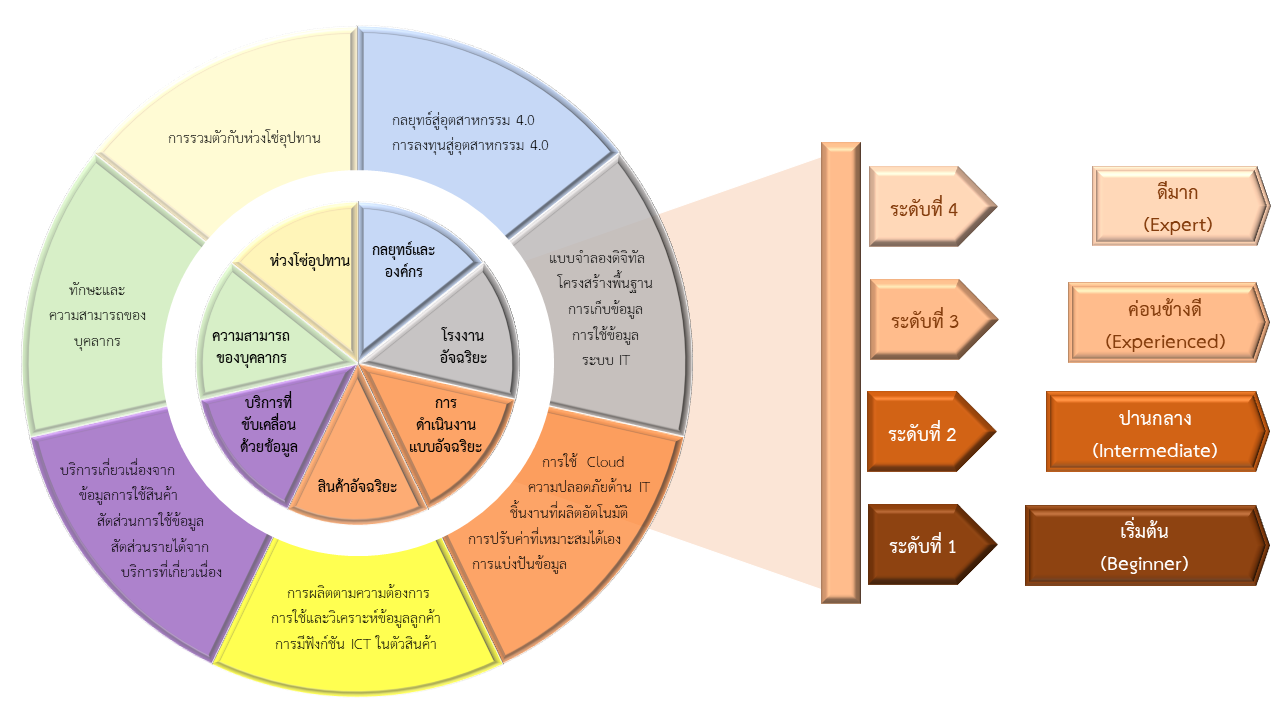 การรวมตัวกับห่วงโซ่อุปทาน
กลยุทธ์สู่อุตสาหกรรม 4.0
การลงทุนสู่อุตสาหกรรม 4.0
แบบจำลองดิจิทัล
โครงสร้างพื้นฐาน
การเก็บข้อมูล
การใช้ข้อมูล
ระบบ IT
การใช้ Cloud
ความปลอดภัยด้าน IT
ชิ้นงานที่ผลิตอัตโนมัติ
การปรับค่าที่เหมาะสมได้เอง
การแบ่งปันข้อมูล
การผลิตตามความต้องการ
การใช้และวิเคราะห์ข้อมูลลูกค้า
การมีฟังก์ชัน ICT ในตัวสินค้า
บริการเกี่ยวเนื่องจาก
ข้อมูลการใช้สินค้า
สัดส่วนการใช้ข้อมูล
สัดส่วนรายได้จาก
บริการที่เกี่ยวเนื่อง
ทักษะและ
ความสามารถของ
บุคลากร
ห่วงโซ่อุปทาน
กลยุทธ์และ
องค์กร
โรงงาน
อัจฉริยะ
การ
ดำเนินงาน
แบบอัจฉริยะ
สินค้าอัจฉริยะ
บริการที่
ขับเคลื่อน
ด้วยข้อมูล
ความสามารถ
ของบุคลากร
ระดับที่ 4
ดีมาก
(Expert)
ระดับที่ 3
ค่อนข้างดี
(Experienced)
ระดับที่ 2
ปานกลาง
(Intermediate)
ระดับที่ 1
เริ่มต้น
(Beginner)